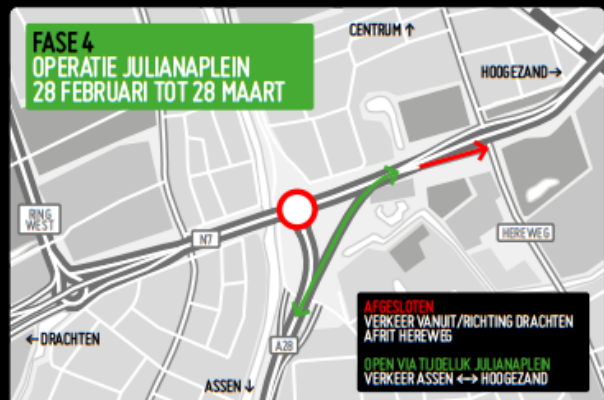 FASE 4
OPERATIE JULIANAPLEIN
28 FEBRUARI TOT 28 MAART
CENTRUM ↑
HOOGEZAND →
RING
WEST
N7
HEREWEG
← DRACHTEN
A28
ASSEN ↓
AFGESLOTEN
VERKEER VANUIT/RICHTING DRACHTEN
AFRIT HEREWEG
OPEN VIA TIJDELIJK JULIANAPLEIN
VERKEER ASSEN ↔ HOOGEZAND